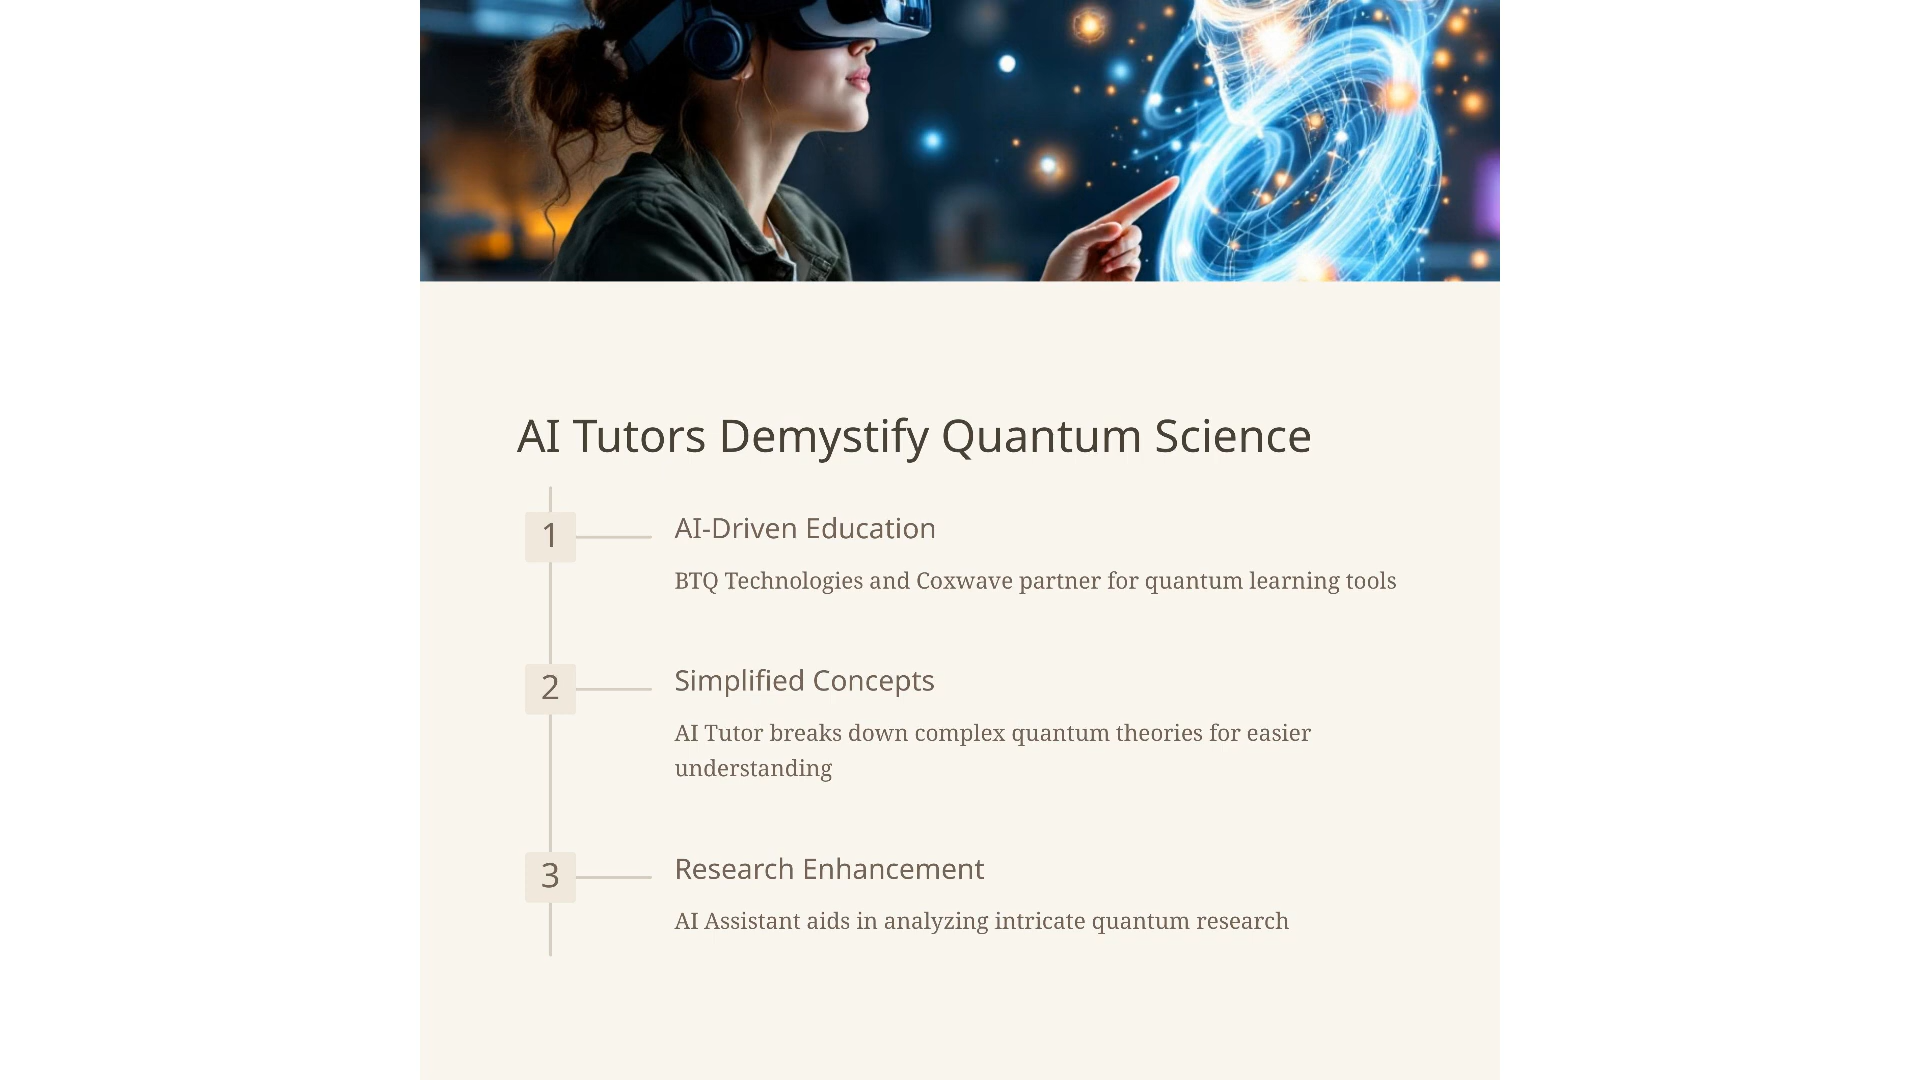 AI Tutors Demystify Quantum Science
1
AI-Driven Education
BTQ Technologies and Coxwave partner for quantum learning tools
2
Simplified Concepts
AI Tutor breaks down complex quantum theories for easier
understanding
3
Research Enhancement
AI Assistant aids in analyzing intricate quantum research